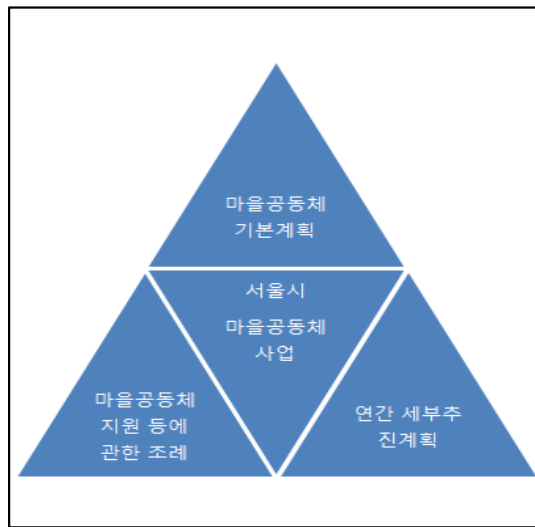 마을공동체
기본계획
서울시
마을공동체
사업
마을공동체
지원 등에
관한 조례
연간 세부추
진계획